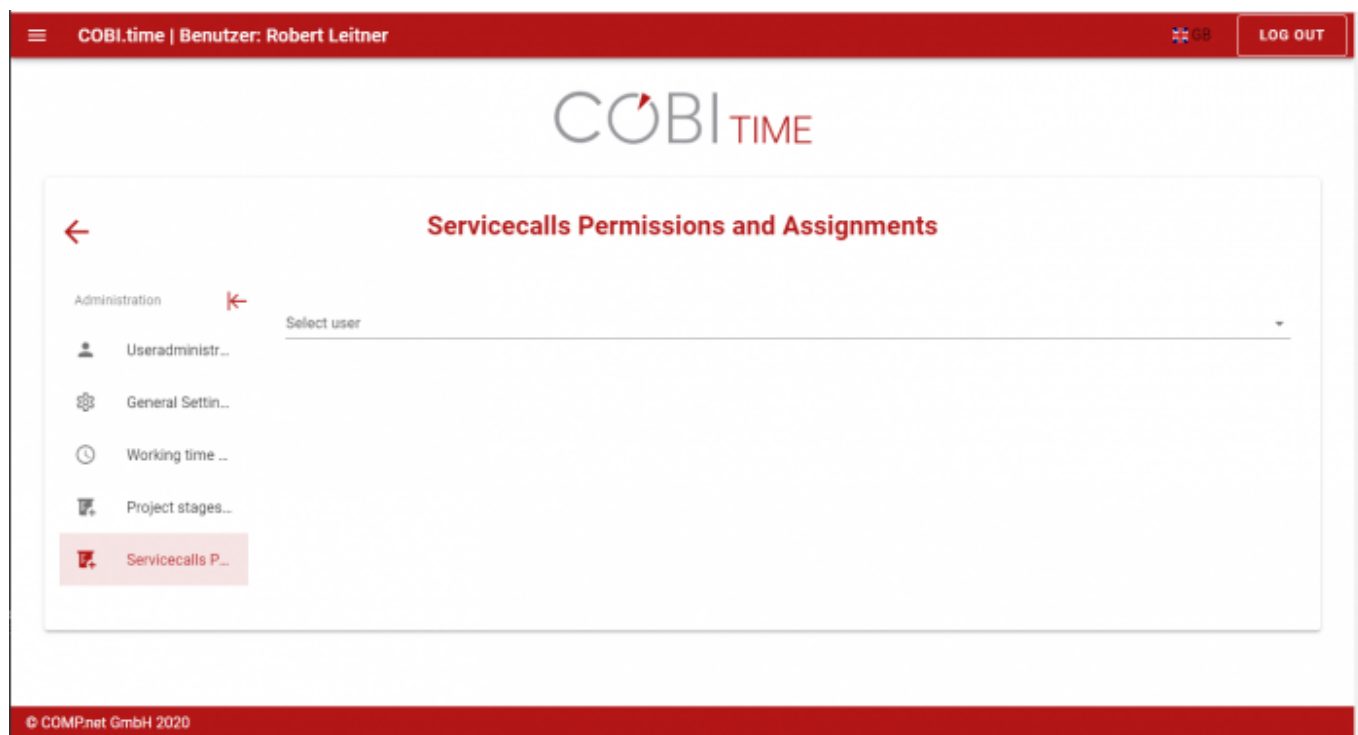 COBI.time | Benutzer: Robert Leitner
GB
LOG OUT
COBI TIME
Servicecalls Permissions and Assignments
Administration
Select user
Useradministr...
General Settin...
Working time ...
Project stages...
Servicecalls P...
© COMP.net GmbH 2020